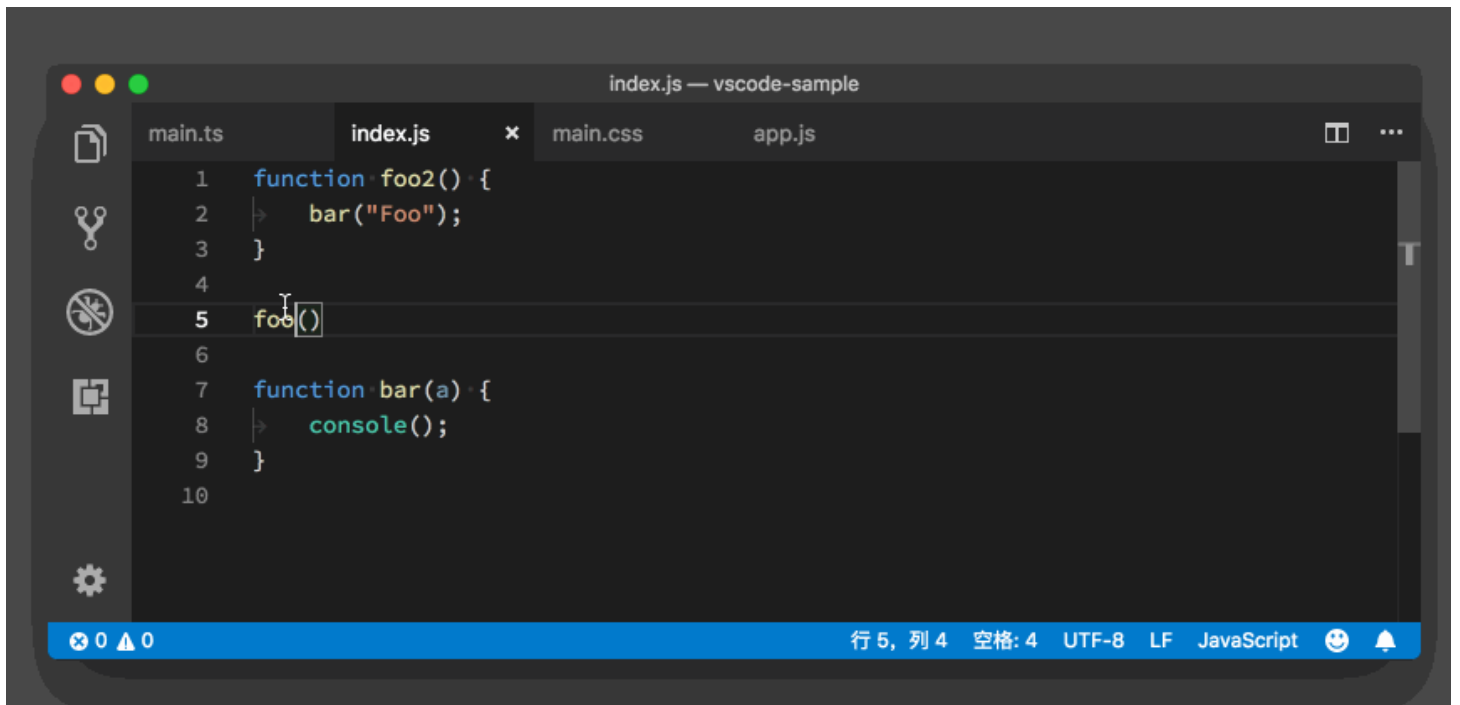 index.js — vscode-sample
main.ts index.js × main.css app.js ···
1 function foo2() {
2 bar("Foo");
3 }
4
5 foo()
6
7 function bar(a) {
8 console();
9 }
10
0 0 行 5，列 4 空格: 4 UTF-8 LF JavaScript